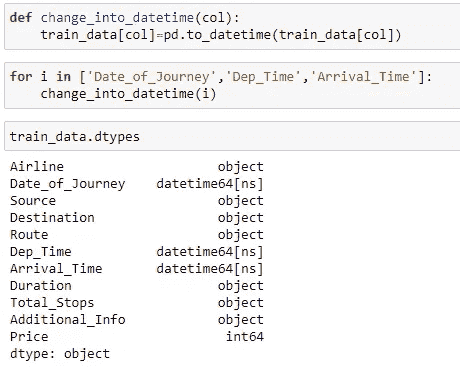 def change_into_datetime(col):
    train_data[col]=pd.to_datetime(train_data[col])
for i in ['Date_of_Journey','Dep_Time','Arrival_Time']:
    change_into_datetime(i)
train_data.dtypes
Airline                    object
Date_of_Journey    datetime64[ns]
Source                     object
Destination                object
Route                      object
Dep_Time           datetime64[ns]
Arrival_Time       datetime64[ns]
Duration                   object
Total_Stops                object
Additional_Info            object
Price                       int64
dtype: object